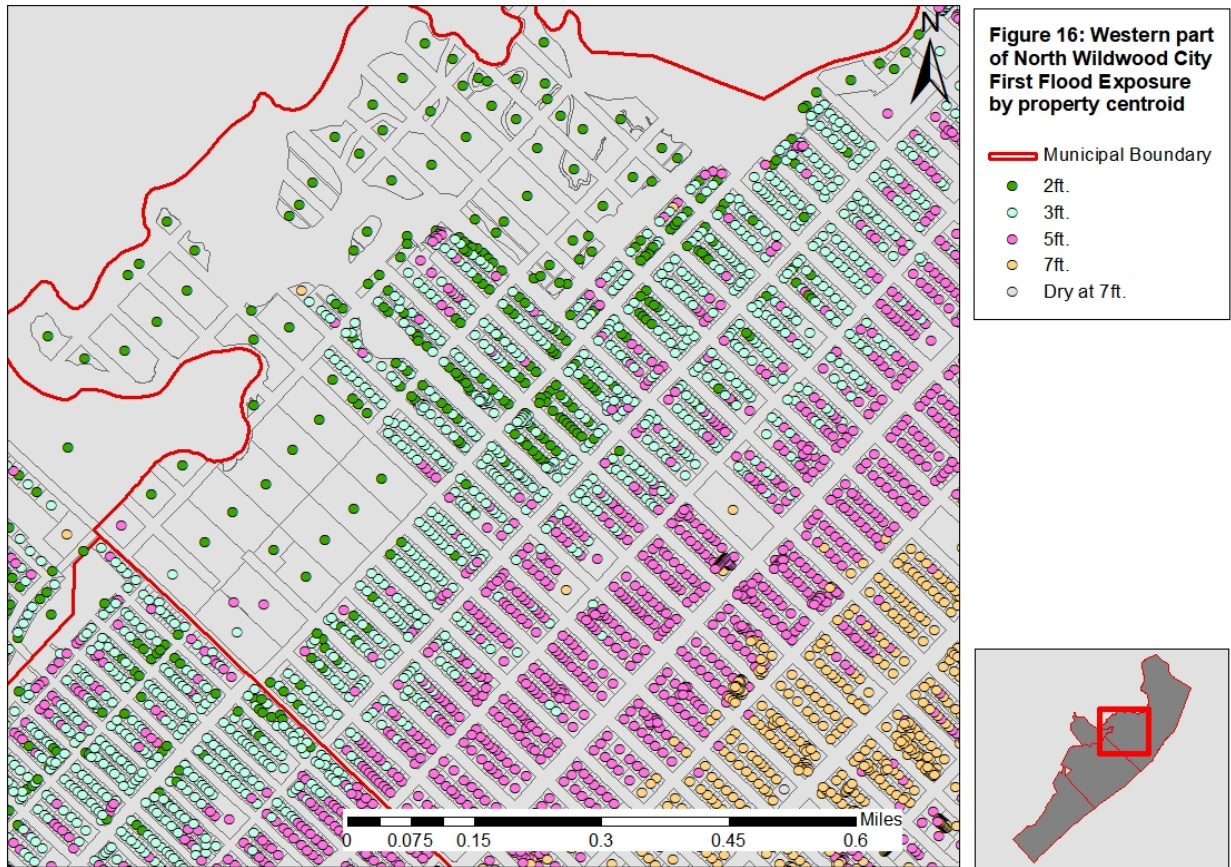 N
Figure 16: Western part
of North Wildwood City
First Flood Exposure
by property centroid
Municipal Boundary
2ft.
3ft.
5ft.
7ft.
Dry at 7ft.
Miles
0 0.075 0.15 0.3 0.45 0.6